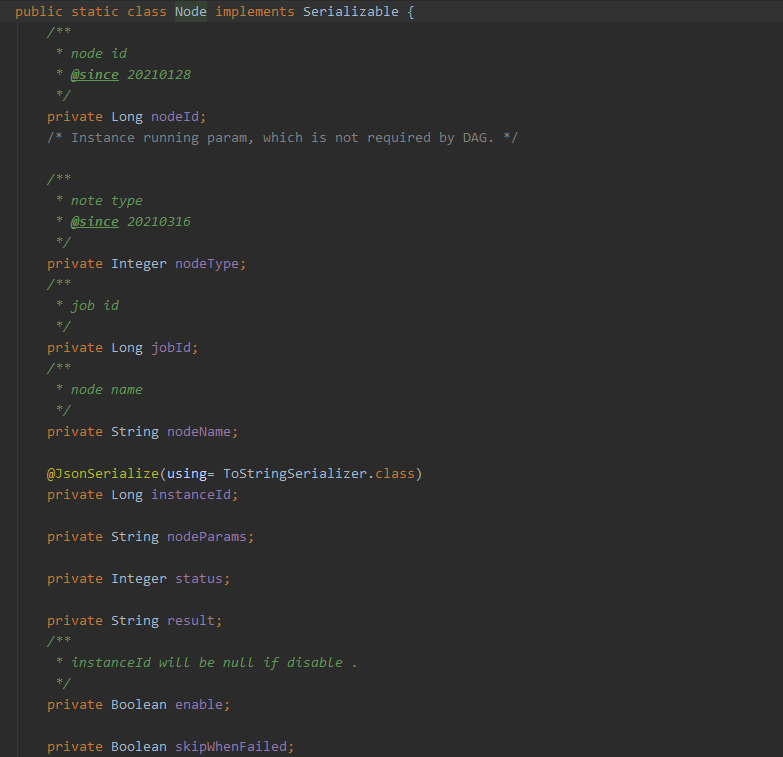 public static class Node implements Serializable {
/**
* node id
* @since 20210128
*/
private Long nodeId;
/* Instance running param, which is not required by DAG. */
/**
* note type
* @since 20210316
*/
private Integer nodeType;
/**
* job id
*/
private Long jobId;
/**
* node name
*/
private String nodeName;
@JsonSerialize(using= ToStringSerializer.class)
private Long instanceId;
private String nodeParams;
private Integer status;
private String result;
/**
* instanceId will be null if disable .
*/
private Boolean enable;
private Boolean skipWhenFailed;